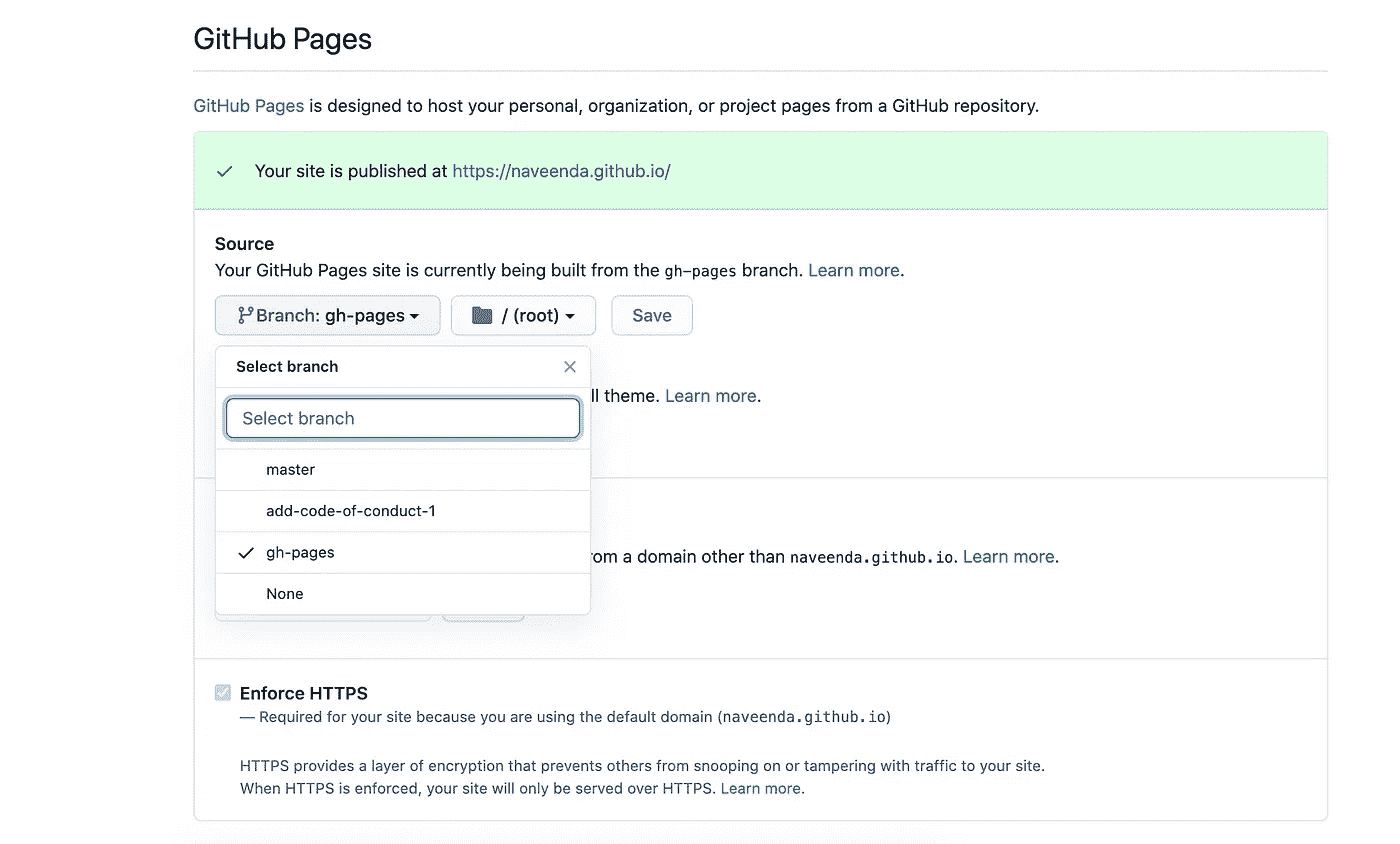 GitHub Pages
GitHub Pages is designed to host your personal, organization, or project pages from a GitHub repository.
Your site is published at https://naveenda.github.io/
Source
Your GitHub Pages site is currently being built from the gh-pages branch. Learn more.
Branch: gh-pages / (root) Save
Select branch
ll theme. Learn more.
Select branch
master
add-code-of-conduct-1
gh-pages
om a domain other than naveenda.github.io. Learn more.
None
Enforce HTTPS
— Required for your site because you are using the default domain (naveenda.github.io)
HTTPS provides a layer of encryption that prevents others from snooping on or tampering with traffic to your site.
When HTTPS is enforced, your site will only be served over HTTPS. Learn more.